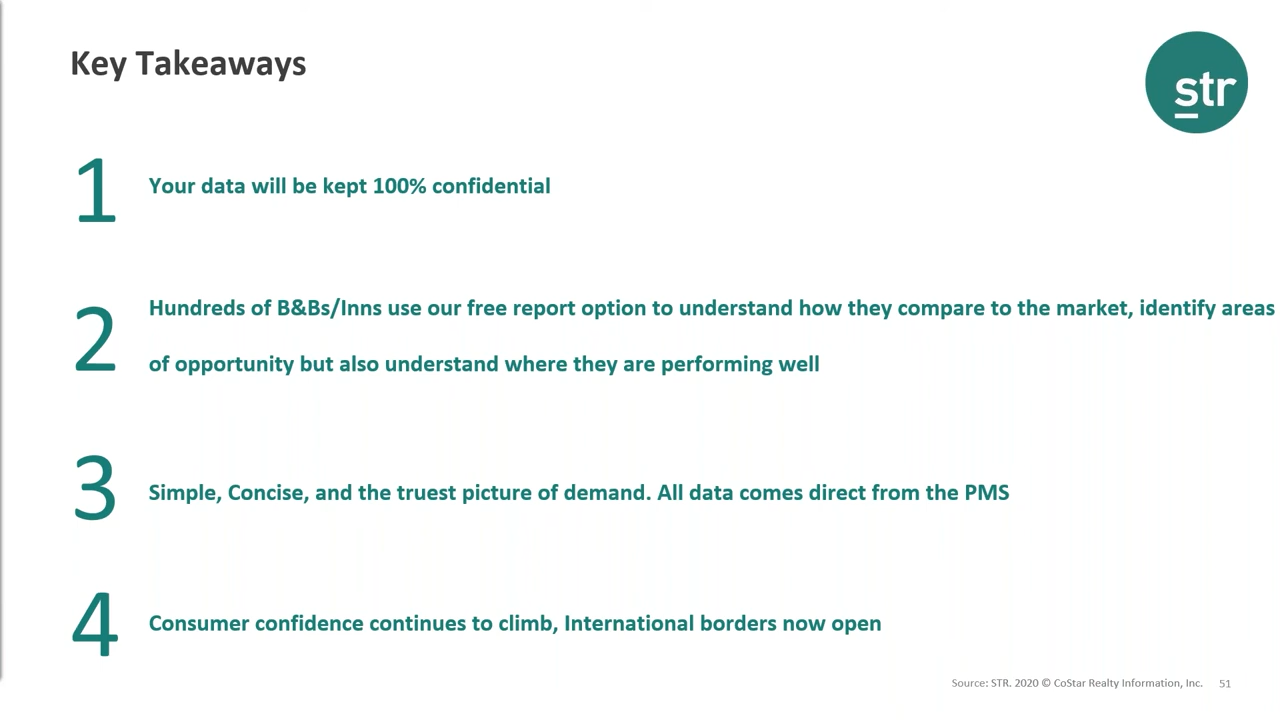 Key Takeaways
str
1
Your data will be kept 100% confidential
2
Hundreds of B&Bs/Inns use our free report option to understand how they compare to the market, identify areas
of opportunity but also understand where they are performing well
3
Simple, Concise, and the truest picture of demand. All data comes direct from the PMS
4
Consumer confidence continues to climb, International borders now open
Source: STR. 2020 © CoStar Realty Information, Inc. 51